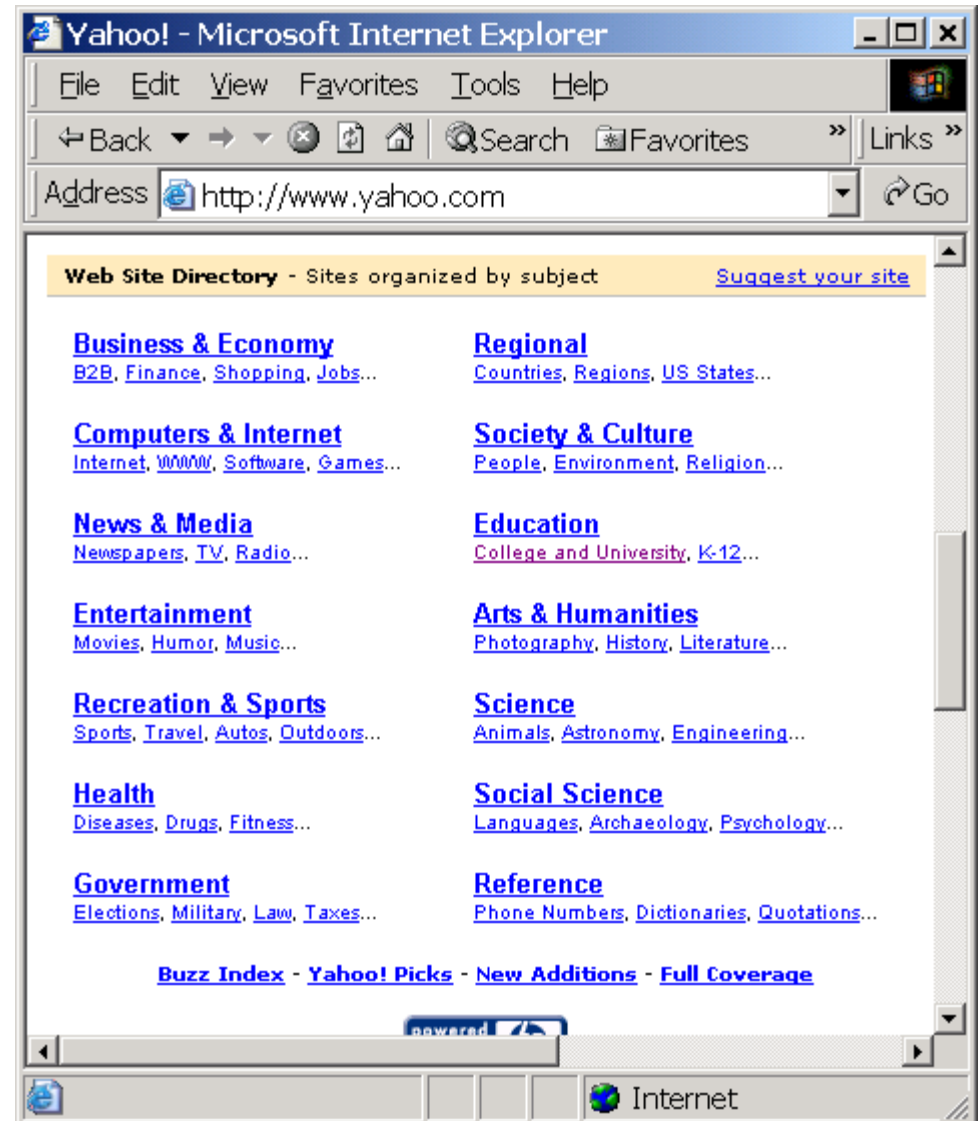 Yahoo! - Microsoft Internet Explorer
File Edit View Favorites Tools Help
Back Search Favorites » Links »
Address http://www.yahoo.com Go
Web Site Directory - Sites organized by subject Suggest your site
Business & Economy
B2B, Finance, Shopping, Jobs...
Regional
Countries, Regions, US States...
Computers & Internet
Internet, WWW, Software, Games...
Society & Culture
People, Environment, Religion...
News & Media
Newspapers, TV, Radio...
Education
College and University, K-12...
Entertainment
Movies, Humor, Music...
Arts & Humanities
Photography, History, Literature...
Recreation & Sports
Sports, Travel, Autos, Outdoors...
Science
Animals, Astronomy, Engineering...
Health
Diseases, Drugs, Fitness...
Social Science
Languages, Archaeology, Psychology...
Government
Elections, Military, Law, Taxes...
Reference
Phone Numbers, Dictionaries, Quotations...
Buzz Index - Yahoo! Picks - New Additions - Full Coverage
powered
Internet